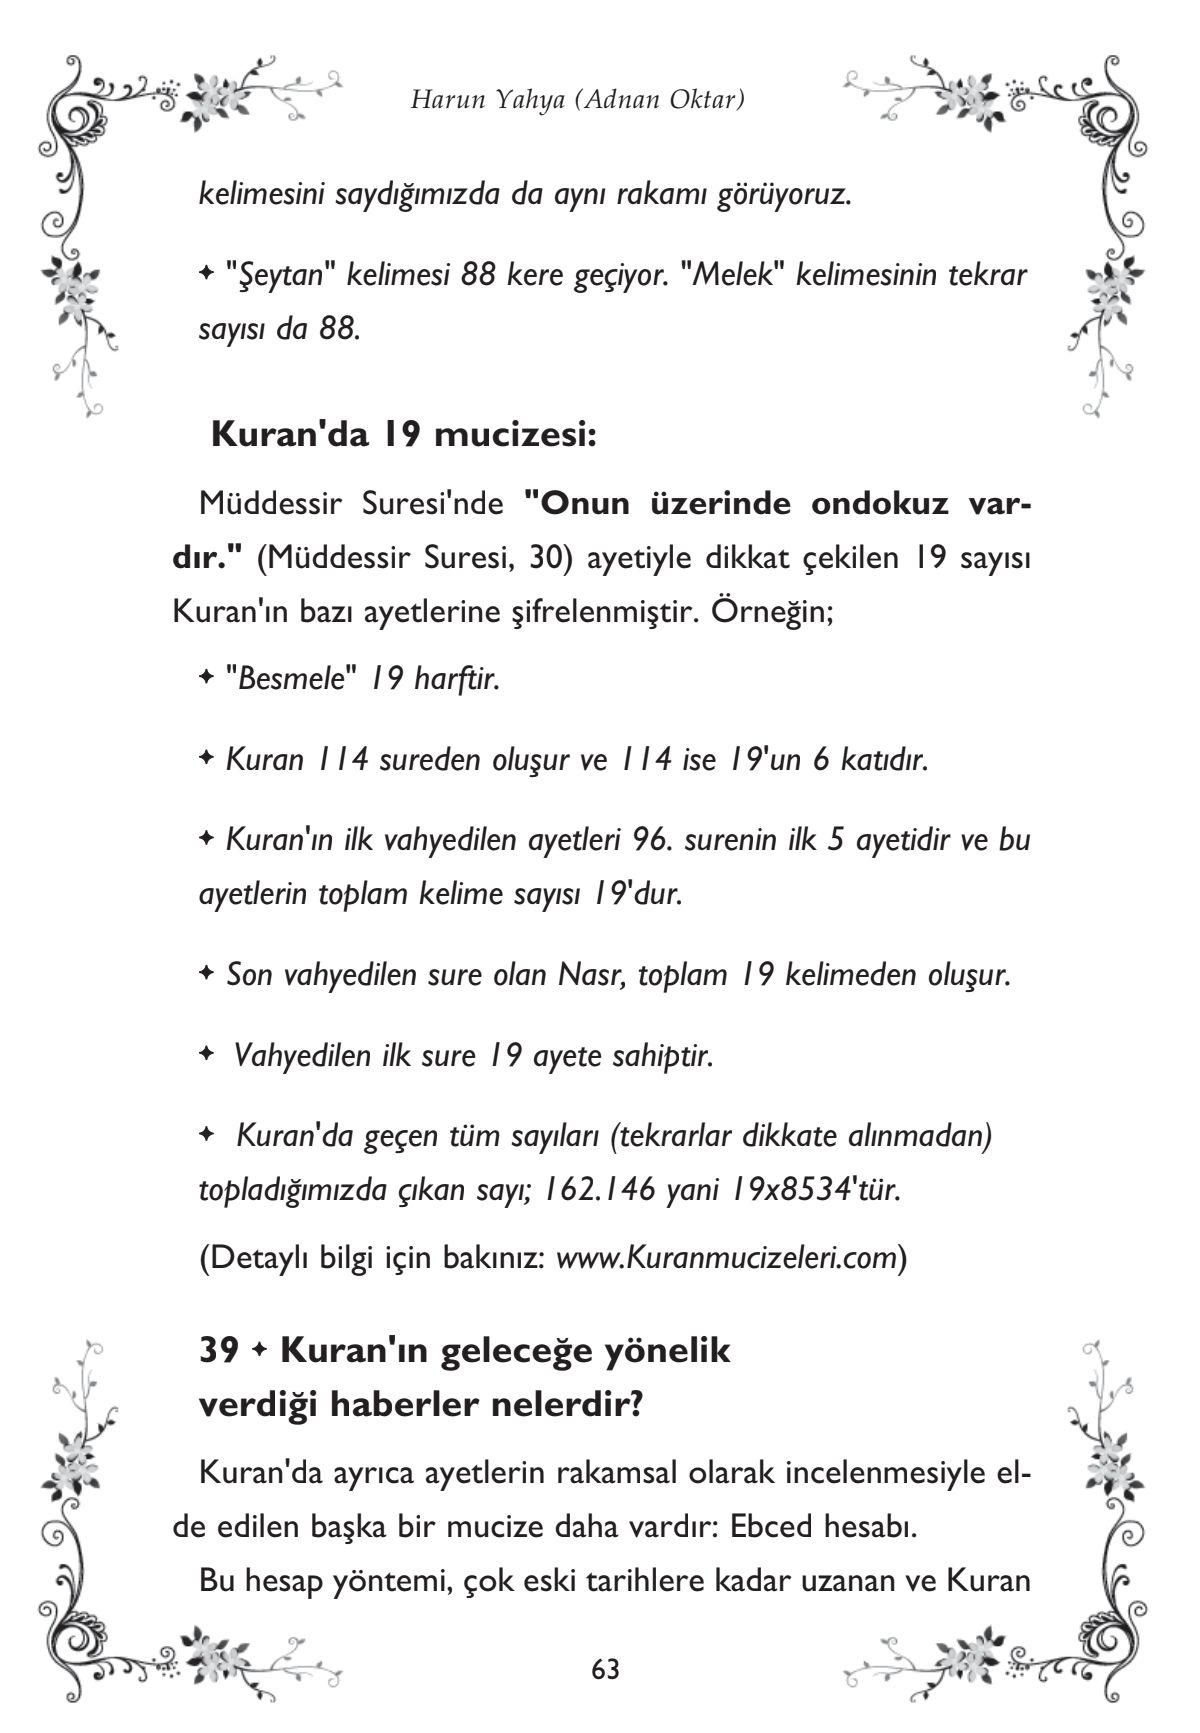 Harun Yahya (Adnan Oktar)
kelimesini saydığımızda da aynı rakamı görüyoruz.
✦ "Şeytan" kelimesi 88 kere geçiyor. "Melek" kelimesinin tekrar
sayısı da 88.
Kuran'da 19 mucizesi:
Müddessir Suresi'nde "Onun üzerinde ondokuz var-
dır." (Müddessir Suresi, 30) ayetiyle dikkat çekilen 19 sayısı
Kuran'ın bazı ayetlerine şifrelenmiştir. Örneğin;
✦ "Besmele" 19 harftir.
✦ Kuran 114 sureden oluşur ve 114 ise 19'un 6 katıdır.
✦ Kuran'ın ilk vahyedilen ayetleri 96. surenin ilk 5 ayetidir ve bu
ayetlerin toplam kelime sayısı 19'dur.
✦ Son vahyedilen sure olan Nasr, toplam 19 kelimeden oluşur.
✦ Vahyedilen ilk sure 19 ayete sahiptir.
✦ Kuran'da geçen tüm sayıları (tekrarlar dikkate alınmadan)
topladığımızda çıkan sayı; 162.146 yani 19x8534'tür.
(Detaylı bilgi için bakınız: www.Kuranmucizeleri.com)
39 ✦ Kuran'ın geleceğe yönelik
verdiği haberler nelerdir?
Kuran'da ayrıca ayetlerin rakamsal olarak incelenmesiyle el-
de edilen başka bir mucize daha vardır: Ebced hesabı.
Bu hesap yöntemi, çok eski tarihlere kadar uzanan ve Kuran
63